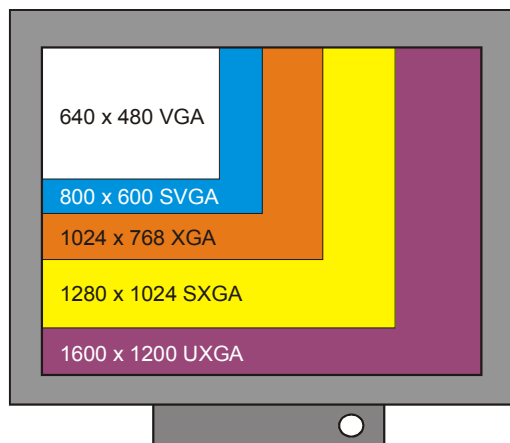 640 x 480 VGA
800 x 600 SVGA
1024 x 768 XGA
1280 x 1024 SXGA
1600 x 1200 UXGA